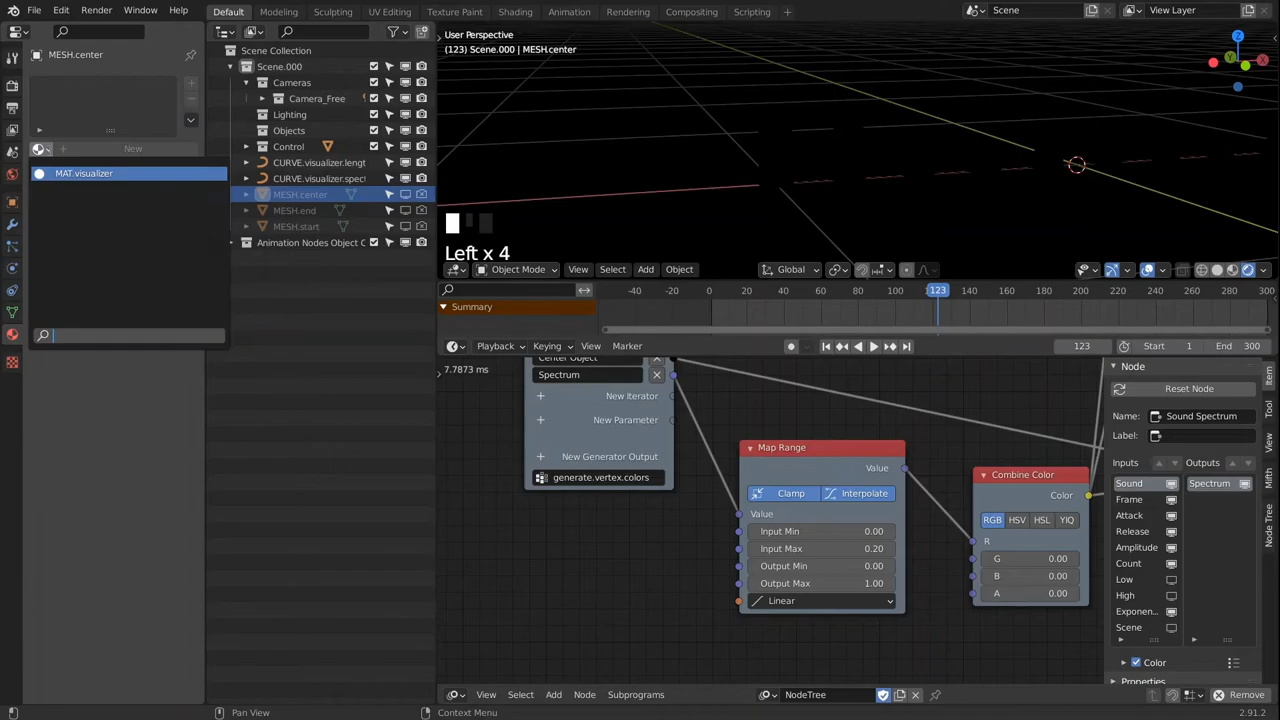 File Edit Render Window Help
Default Modeling Sculpting UV Editing Texture Paint Shading Animation Rendering Compositing Scripting
Scene
View Layer
MESH.center
New
MAT.visualizer
Scene Collection
Scene.000
Cameras
Camera_Free
Lighting
Objects
Control
CURVE.visualizer.lengt
CURVE.visualizer.spect
MESH.center
MESH.end
MESH.start
Animation Nodes Object C
User Perspective
(123) Scene.000 | MESH.center
Z
Y
X
Left x 4
Object Mode View Select Add Object Global
-40 -20 0 20 40 60 80 100 123 140 160 180 200 220 240 260 280 300
Summary
Playback Keying View Marker
123 Start 1 End 300
7.7873 ms
Center Object
Spectrum
New Iterator
New Parameter
New Generator Output
generate.vertex.colors
Map Range
Value
Clamp Interpolate
Value
Input Min 0.00
Input Max 0.20
Output Min 0.00
Output Max 1.00
Linear
Combine Color
Color
RGB HSV HSL YIQ
R
G 0.00
B 0.00
A 0.00
Node
Reset Node
Name: Sound Spectrum
Label:
Inputs Outputs
Sound Spectrum
Frame
Attack
Release
Amplitude
Count
Low
High
Exponen...
Scene
Color
Properties
Item
Tool
View
Mixflit
Node Tree
View Select Add Node Subprograms NodeTree Remove
Pan View Context Menu 2.91.2